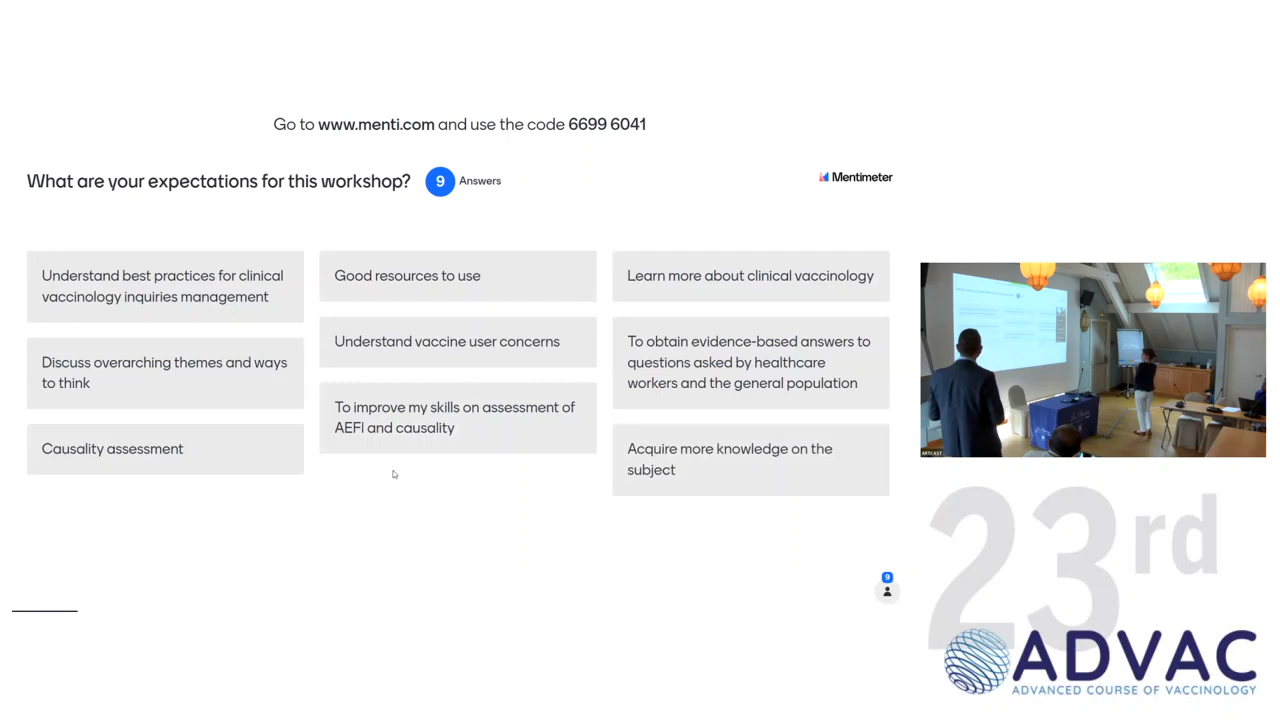 Go to www.menti.com and use the code 6699 6041
What are your expectations for this workshop?
9
Answers
Mentimeter
Understand best practices for clinical
vaccinology inquiries management
Discuss overarching themes and ways
to think
Causality assessment
Good resources to use
Understand vaccine user concerns
To improve my skills on assessment of
AEFI and causality
Learn more about clinical vaccinology
To obtain evidence-based answers to
questions asked by healthcare
workers and the general population
Acquire more knowledge on the
subject
9
ARTCAST
23rd
ADVAC
ADVANCED COURSE OF VACCINOLOGY